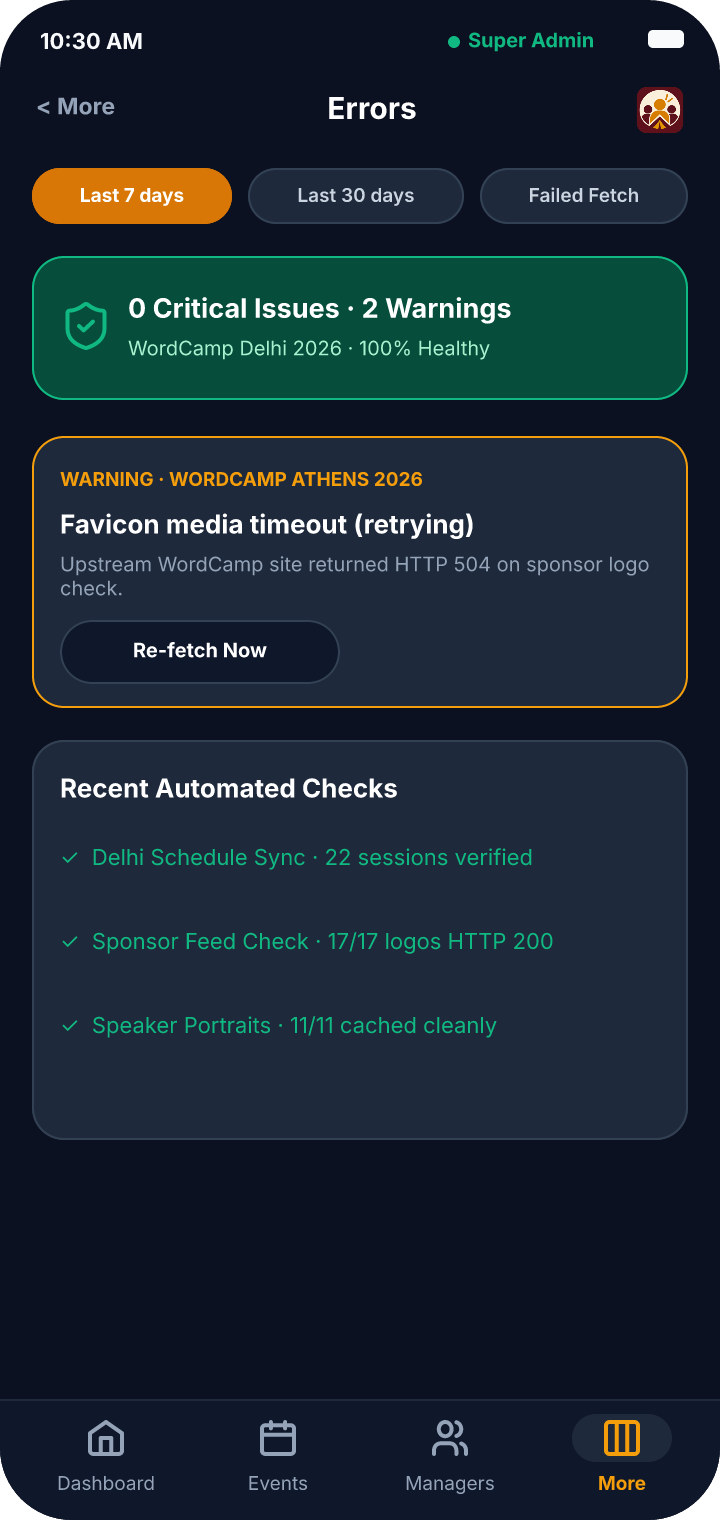 10:30 AM
Super Admin
< More
Errors
Last 7 days
Last 30 days
Failed Fetch
0 Critical Issues · 2 Warnings
WordCamp Delhi 2026 · 100% Healthy
WARNING · WORDCAMP ATHENS 2026
Favicon media timeout (retrying)
Upstream WordCamp site returned HTTP 504 on sponsor logo
check.
Re-fetch Now
Recent Automated Checks
✓ Delhi Schedule Sync · 22 sessions verified
✓ Sponsor Feed Check · 17/17 logos HTTP 200
✓ Speaker Portraits · 11/11 cached cleanly
Dashboard
Events
Managers
More